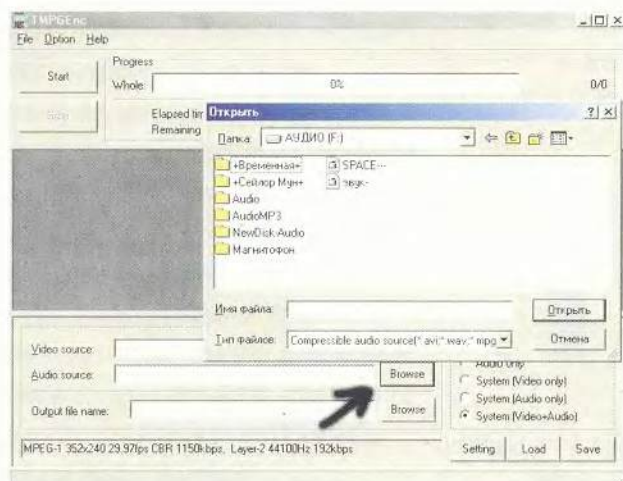 TMPGEnc
File Option Help
Progress
Start
Whole: 0% 0/0
Stop
Elapsed tim
Remaining
Открыть
Папка: АУДИО (F:)
+Временная+
+Сейлор Мун+
Audio
AudioMP3
NewDisk-Audio
Магнитофон
SPACE---
звук-
Имя файла:
Открыть
Тип файлов: Compressible audio source(*.avi;*.wav;*.mpg
Отмена
Video source:
Audio source:
Browse
Audio only
System (Video only)
System (Audio only)
Output file name:
Browse
System (Video+Audio)
MPEG-1 352x240 29.97fps CBR 1150kbps, Layer-2 44100Hz 192kbps
Setting Load Save